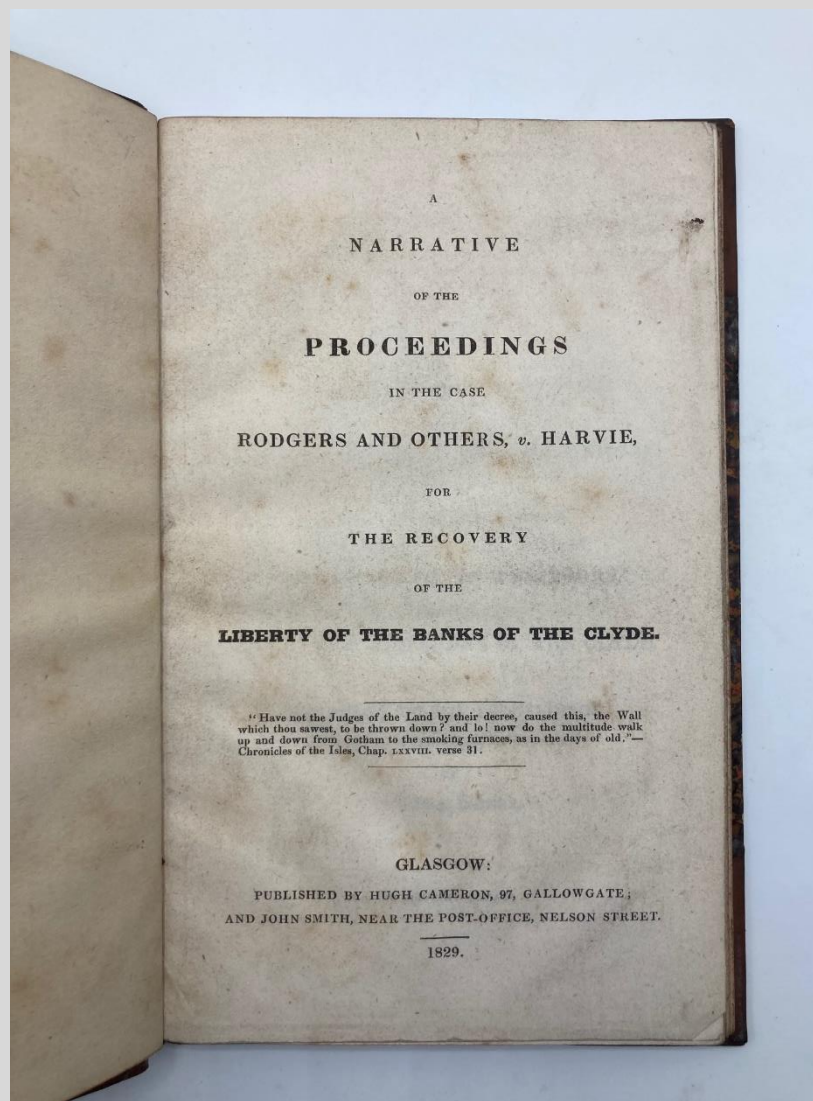 A
NARRATIVE
OF THE
PROCEEDINGS
IN THE CASE
RODGERS AND OTHERS, v. HARVIE,
FOR
THE RECOVERY
OF THE
LIBERTY OF THE BANKS OF THE CLYDE.
"Have not the Judges of the Land by their decree, caused this, the Wall
which thou sawest, to be thrown down? and lo! now do the multitude walk
up and down from Gotham to the smoking furnaces, as in the days of old."—
Chronicles of the Isles, Chap. LXXVIII. verse 31.
GLASGOW:
PUBLISHED BY HUGH CAMERON, 97, GALLOWGATE;
AND JOHN SMITH, NEAR THE POST-OFFICE, NELSON STREET.
1829.